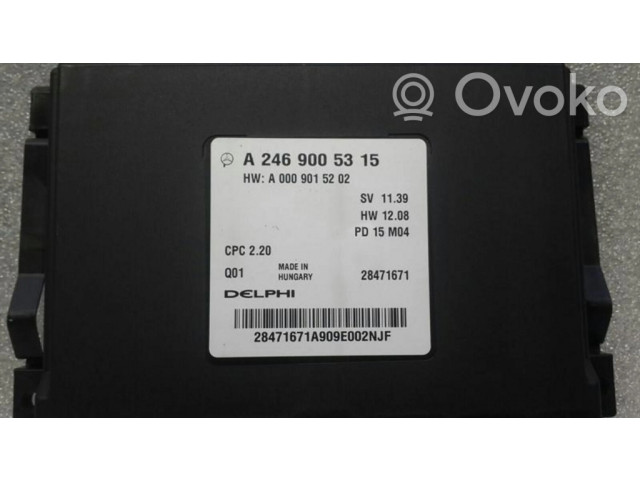 Ovoko
A 246 900 53 15
HW: A 000 901 52 02
SV 11.39
HW 12.08
PD 15 M04
CPC 2.20
Q01 MADE IN HUNGARY 28471671
DELPHI
28471671A909E002NJF